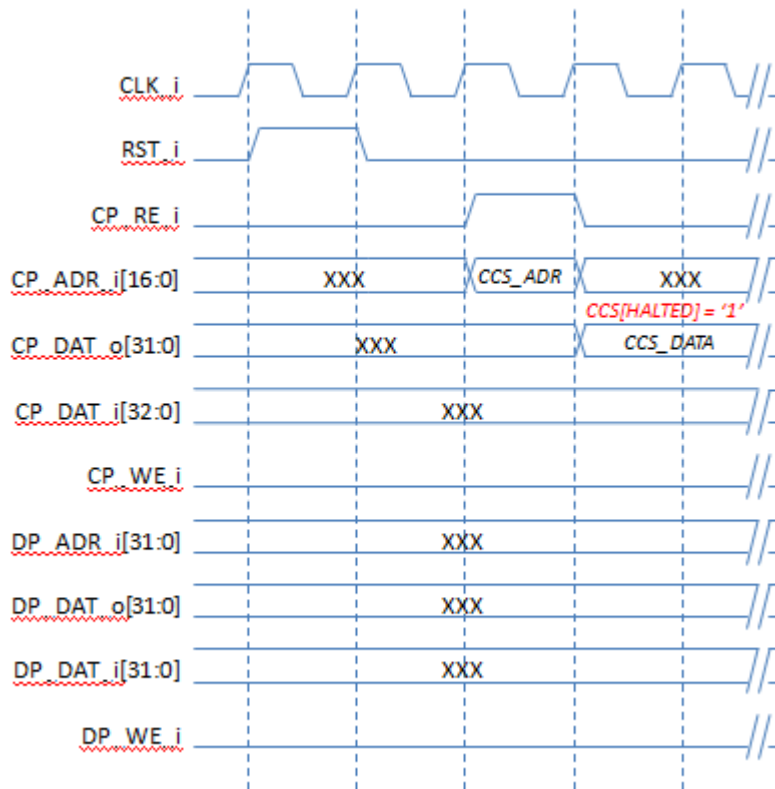 CLK_i
RST_i
CP_RE_i
CP_ADR_i[16:0] XXX CCS_ADR XXX
CCS[HALTED] = ‘1’
CP_DAT_o[31:0] XXX CCS_DATA
CP_DAT_i[32:0] XXX
CP_WE_i
DP_ADR_i[31:0] XXX
DP_DAT_o[31:0] XXX
DP_DAT_i[31:0] XXX
DP_WE_i